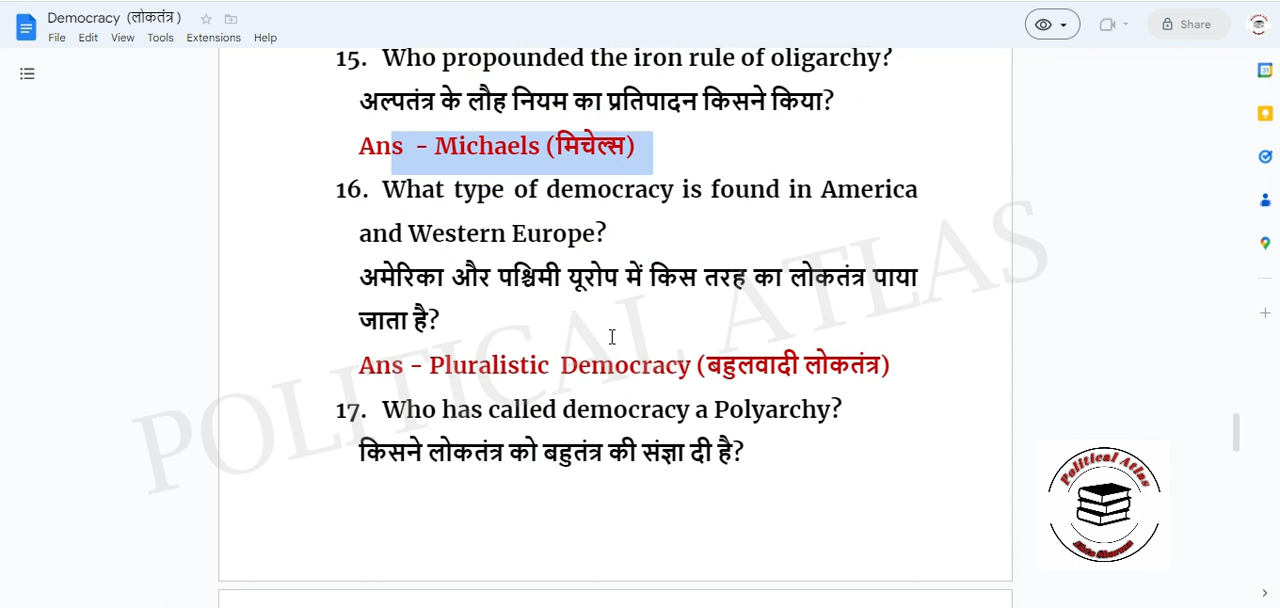 Democracy (लोकतंत्र)
File Edit View Tools Extensions Help
Share
15. Who propounded the iron rule of oligarchy?
अल्पतंत्र के लौह नियम का प्रतिपादन किसने किया?
Ans - Michaels (मिचेल्स)
16. What type of democracy is found in America
and Western Europe?
अमेरिका और पश्चिमी यूरोप में किस तरह का लोकतंत्र पाया
जाता है?
Ans - Pluralistic Democracy (बहुलवादी लोकतंत्र)
17. Who has called democracy a Polyarchy?
किसने लोकतंत्र को बहुतंत्र की संज्ञा दी है?
POLITICAL ATLAS
Political Atlas